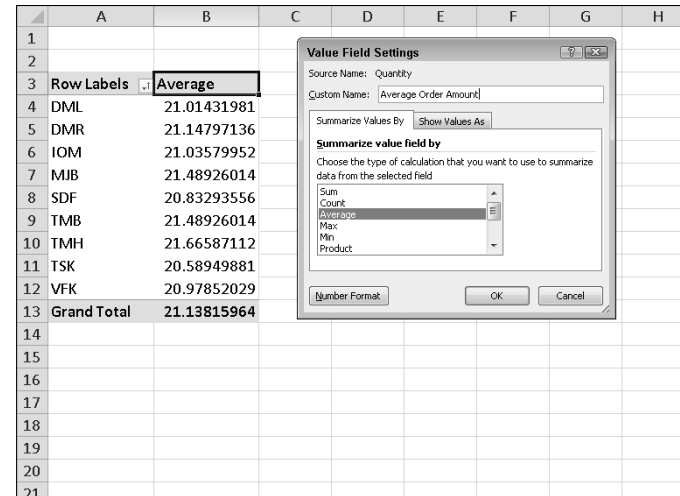 A B C D E F G H
1
2
3 Row Labels Average
4 DML 21.01431981
5 DMR 21.14797136
6 IOM 21.03579952
7 MJB 21.48926014
8 SDF 20.83293556
9 TMB 21.48926014
10 TMH 21.66587112
11 TSK 20.58949881
12 VFK 20.97852029
13 Grand Total 21.13815964
14
15
16
17
18
19
20
21
Value Field Settings
Source Name: Quantity
Custom Name: Average Order Amount
Summarize Values By Show Values As
Summarize value field by
Choose the type of calculation that you want to use to summarize
data from the selected field
Sum
Count
Average
Max
Min
Product
Number Format OK Cancel